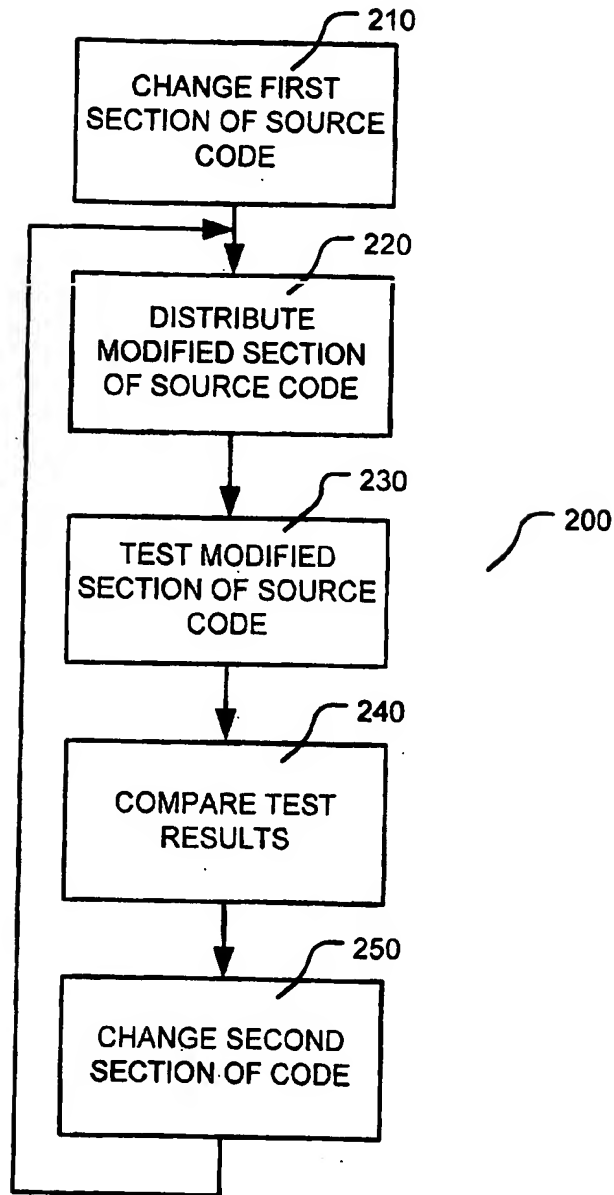 210
CHANGE FIRST
SECTION OF SOURCE
CODE
220
DISTRIBUTE
MODIFIED SECTION
OF SOURCE CODE
230
200
TEST MODIFIED
SECTION OF SOURCE
CODE
240
COMPARE TEST
RESULTS
250
CHANGE SECOND
SECTION OF CODE